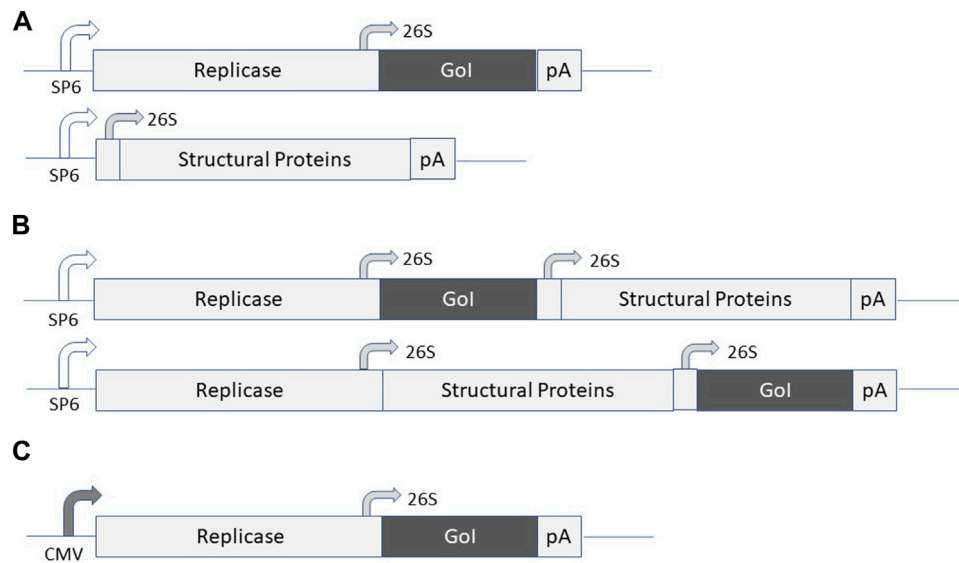 A
26S
Replicase GoI pA
SP6
26S
Structural Proteins pA
SP6
B
26S 26S
Replicase GoI Structural Proteins pA
SP6
26S 26S
Replicase Structural Proteins GoI pA
SP6
C
26S
Replicase GoI pA
CMV